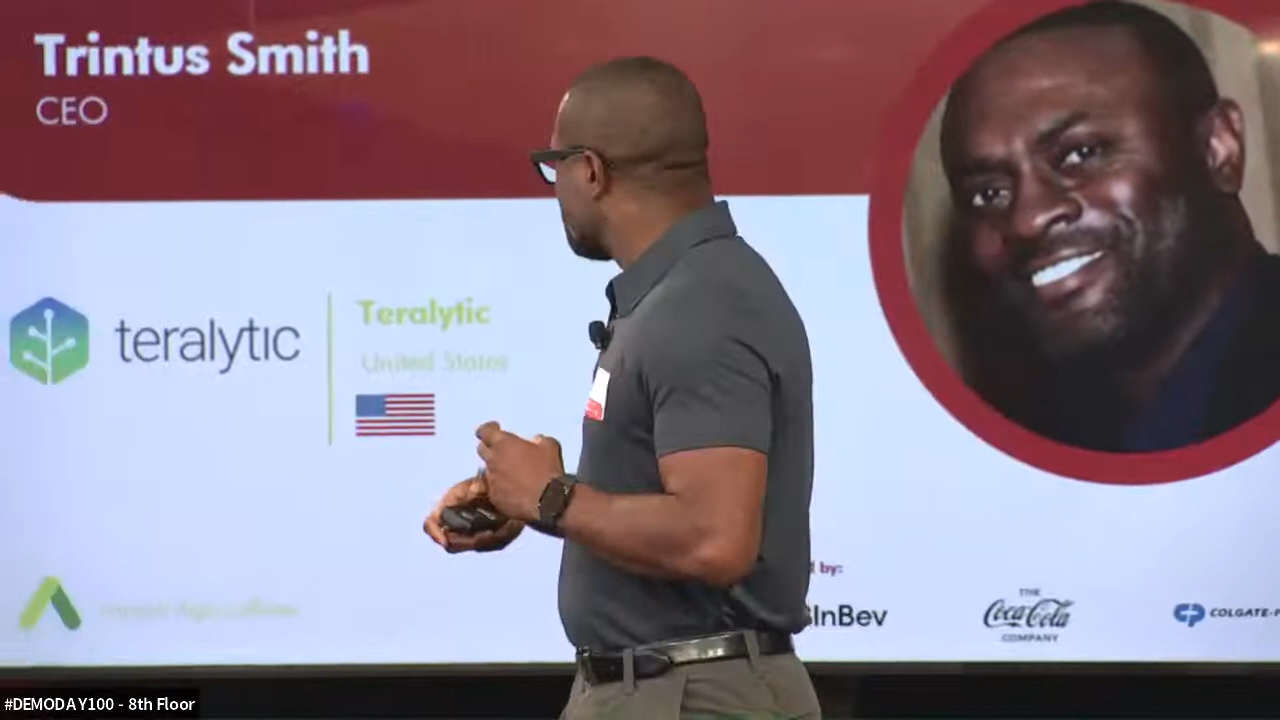 Trintus Smith
CEO
teralytic
Teralytic
United States
by:
InBev
THE
Coca-Cola
COMPANY
COLGATE-P
#DEMODAY100 - 8th Floor